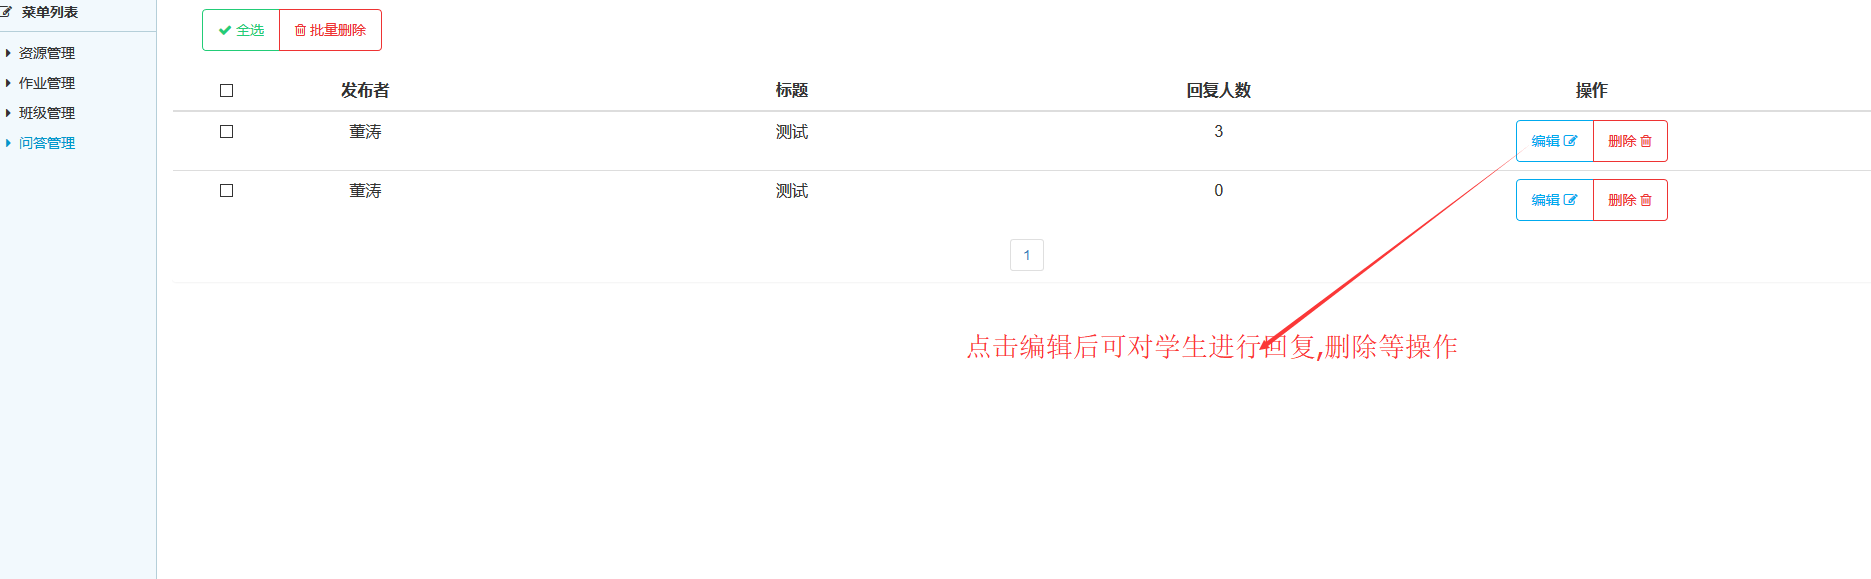 菜单列表
资源管理
作业管理
班级管理
问答管理
全选 批量删除
发布者 标题 回复人数 操作
董涛 测试 3 编辑 删除
董涛 测试 0 编辑 删除
1
点击编辑后可对学生进行回复,删除等操作